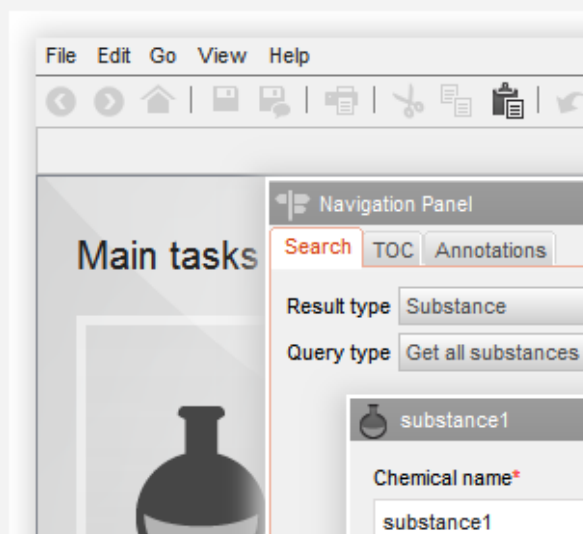 File Edit Go View Help
Navigation Panel
Main tasks
Search TOC Annotations
Result type Substance
Query type Get all substances
substance1
Chemical name*
substance1